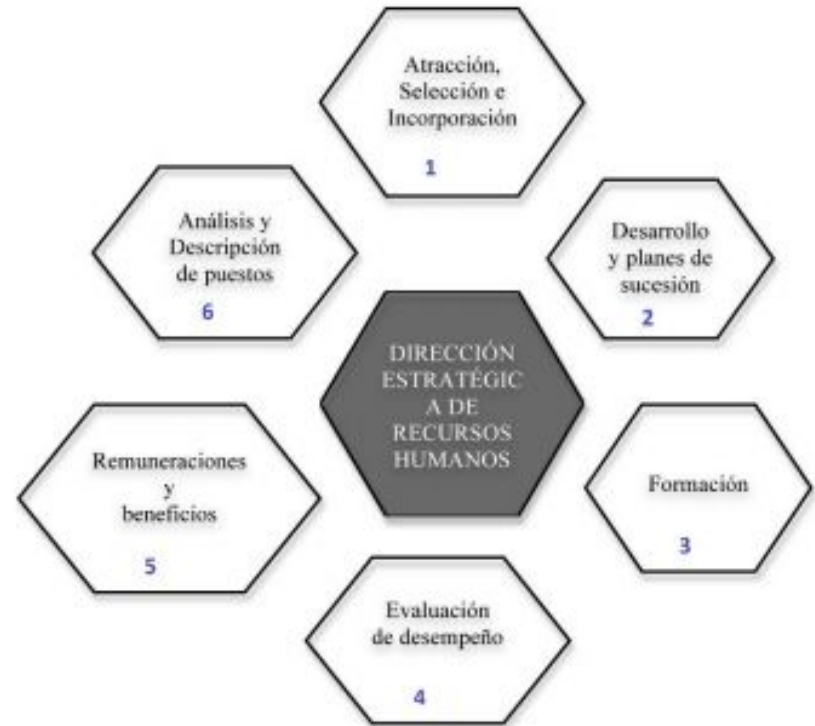 Atracción,
Selección e
Incorporación
1
Desarrollo
y planes de
sucesión
2
Formación
3
Evaluación
de desempeño
4
Remuneraciones
y
beneficios
5
Análisis y
Descripción
de puestos
6
DIRECCIÓN
ESTRATÉGIC
A DE
RECURSOS
HUMANOS